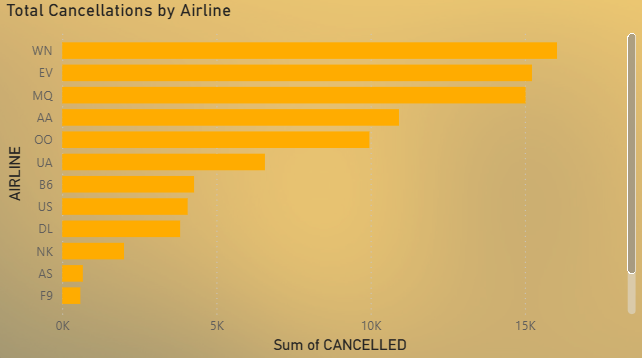 Total Cancellations by Airline
WN
EV
MQ
AA
OO
UA
B6
US
DL
NK
AS
F9
AIRLINE
0K 5K 10K 15K
Sum of CANCELLED